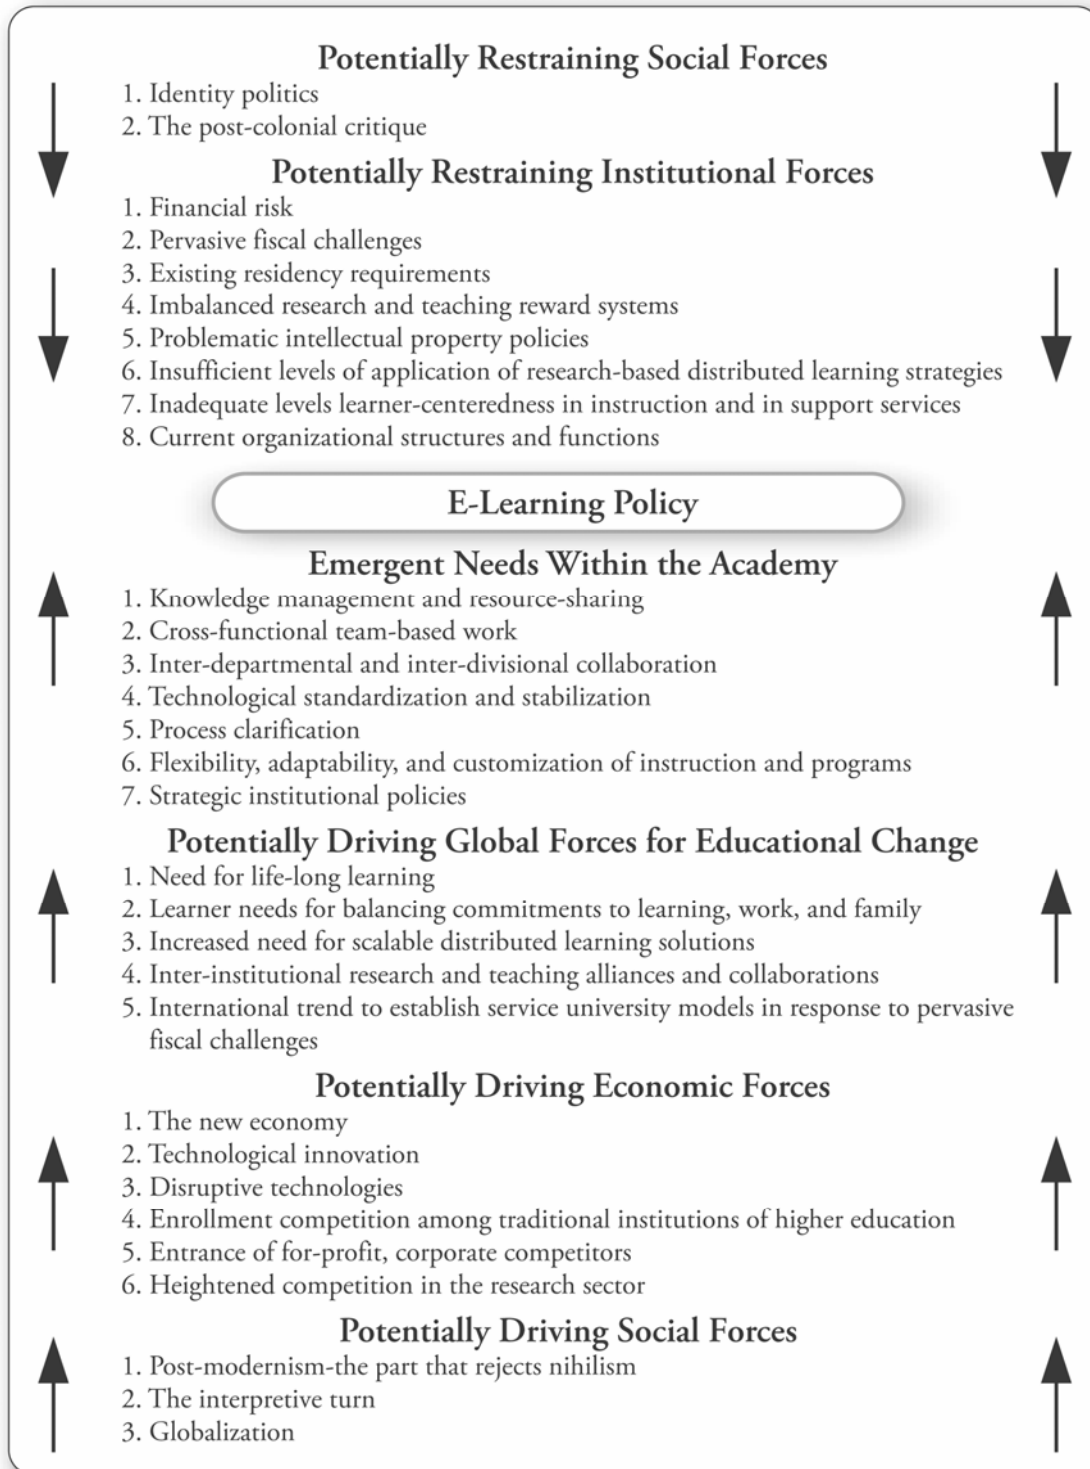 Potentially Restraining Social Forces
1. Identity politics
2. The post-colonial critique
Potentially Restraining Institutional Forces
1. Financial risk
2. Pervasive fiscal challenges
3. Existing residency requirements
4. Imbalanced research and teaching reward systems
5. Problematic intellectual property policies
6. Insufficient levels of application of research-based distributed learning strategies
7. Inadequate levels learner-centeredness in instruction and in support services
8. Current organizational structures and functions
E-Learning Policy
Emergent Needs Within the Academy
1. Knowledge management and resource-sharing
2. Cross-functional team-based work
3. Inter-departmental and inter-divisional collaboration
4. Technological standardization and stabilization
5. Process clarification
6. Flexibility, adaptability, and customization of instruction and programs
7. Strategic institutional policies
Potentially Driving Global Forces for Educational Change
1. Need for life-long learning
2. Learner needs for balancing commitments to learning, work, and family
3. Increased need for scalable distributed learning solutions
4. Inter-institutional research and teaching alliances and collaborations
5. International trend to establish service university models in response to pervasive
fiscal challenges
Potentially Driving Economic Forces
1. The new economy
2. Technological innovation
3. Disruptive technologies
4. Enrollment competition among traditional institutions of higher education
5. Entrance of for-profit, corporate competitors
6. Heightened competition in the research sector
Potentially Driving Social Forces
1. Post-modernism-the part that rejects nihilism
2. The interpretive turn
3. Globalization